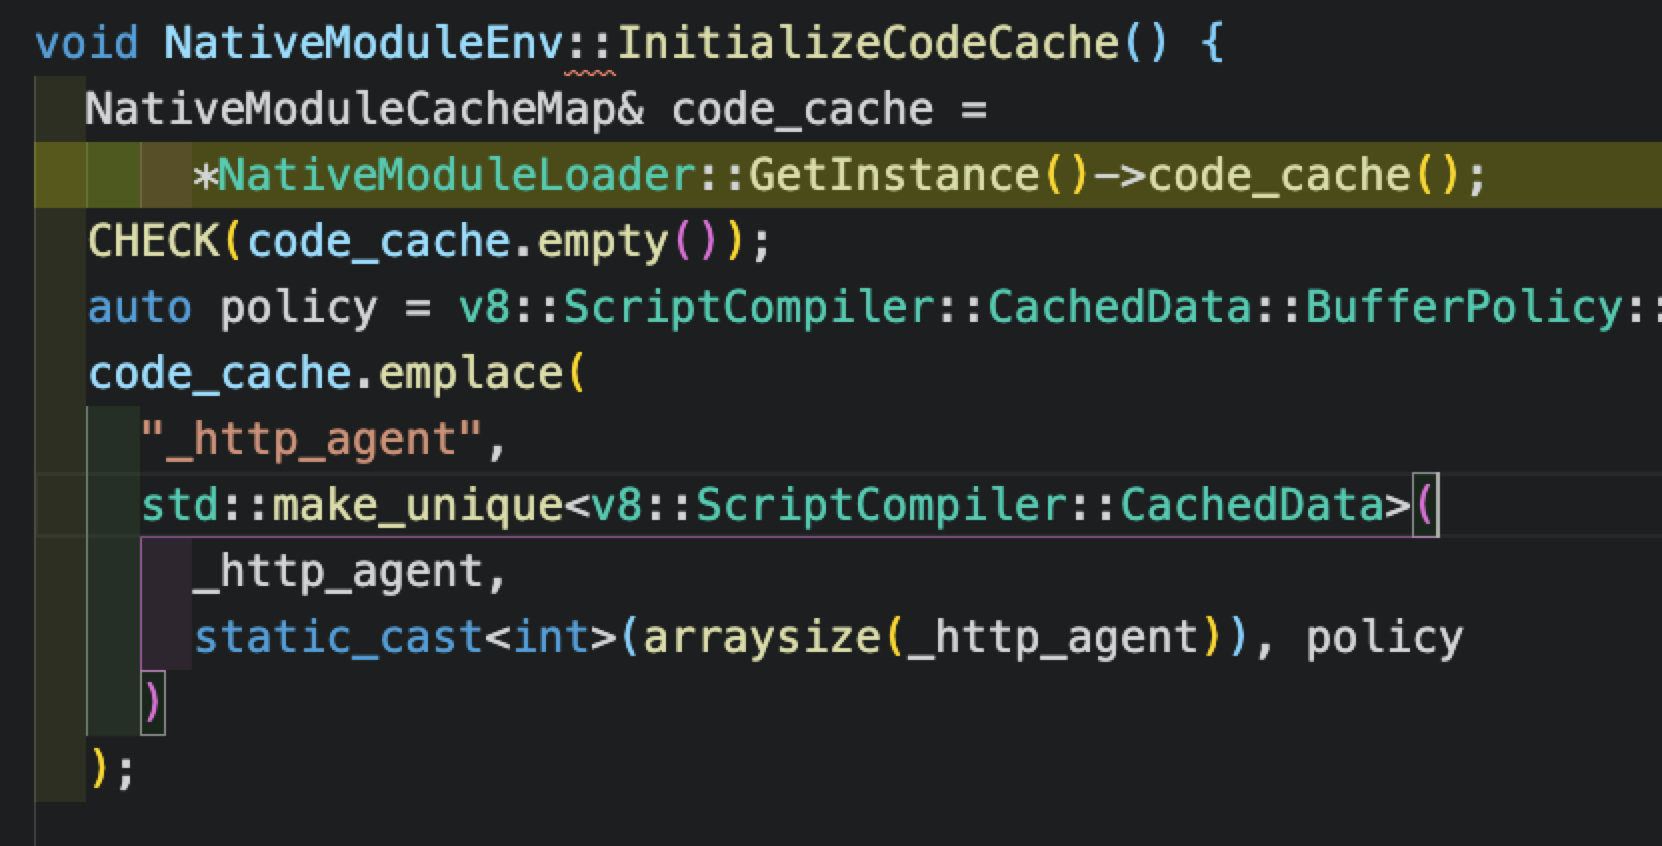 void NativeModuleEnv::InitializeCodeCache() {
NativeModuleCacheMap& code_cache =
*NativeModuleLoader::GetInstance()->code_cache();
CHECK(code_cache.empty());
auto policy = v8::ScriptCompiler::CachedData::BufferPolicy::
code_cache.emplace(
"_http_agent",
std::make_unique<v8::ScriptCompiler::CachedData>(
_http_agent,
static_cast<int>(arraysize(_http_agent)), policy
)
);